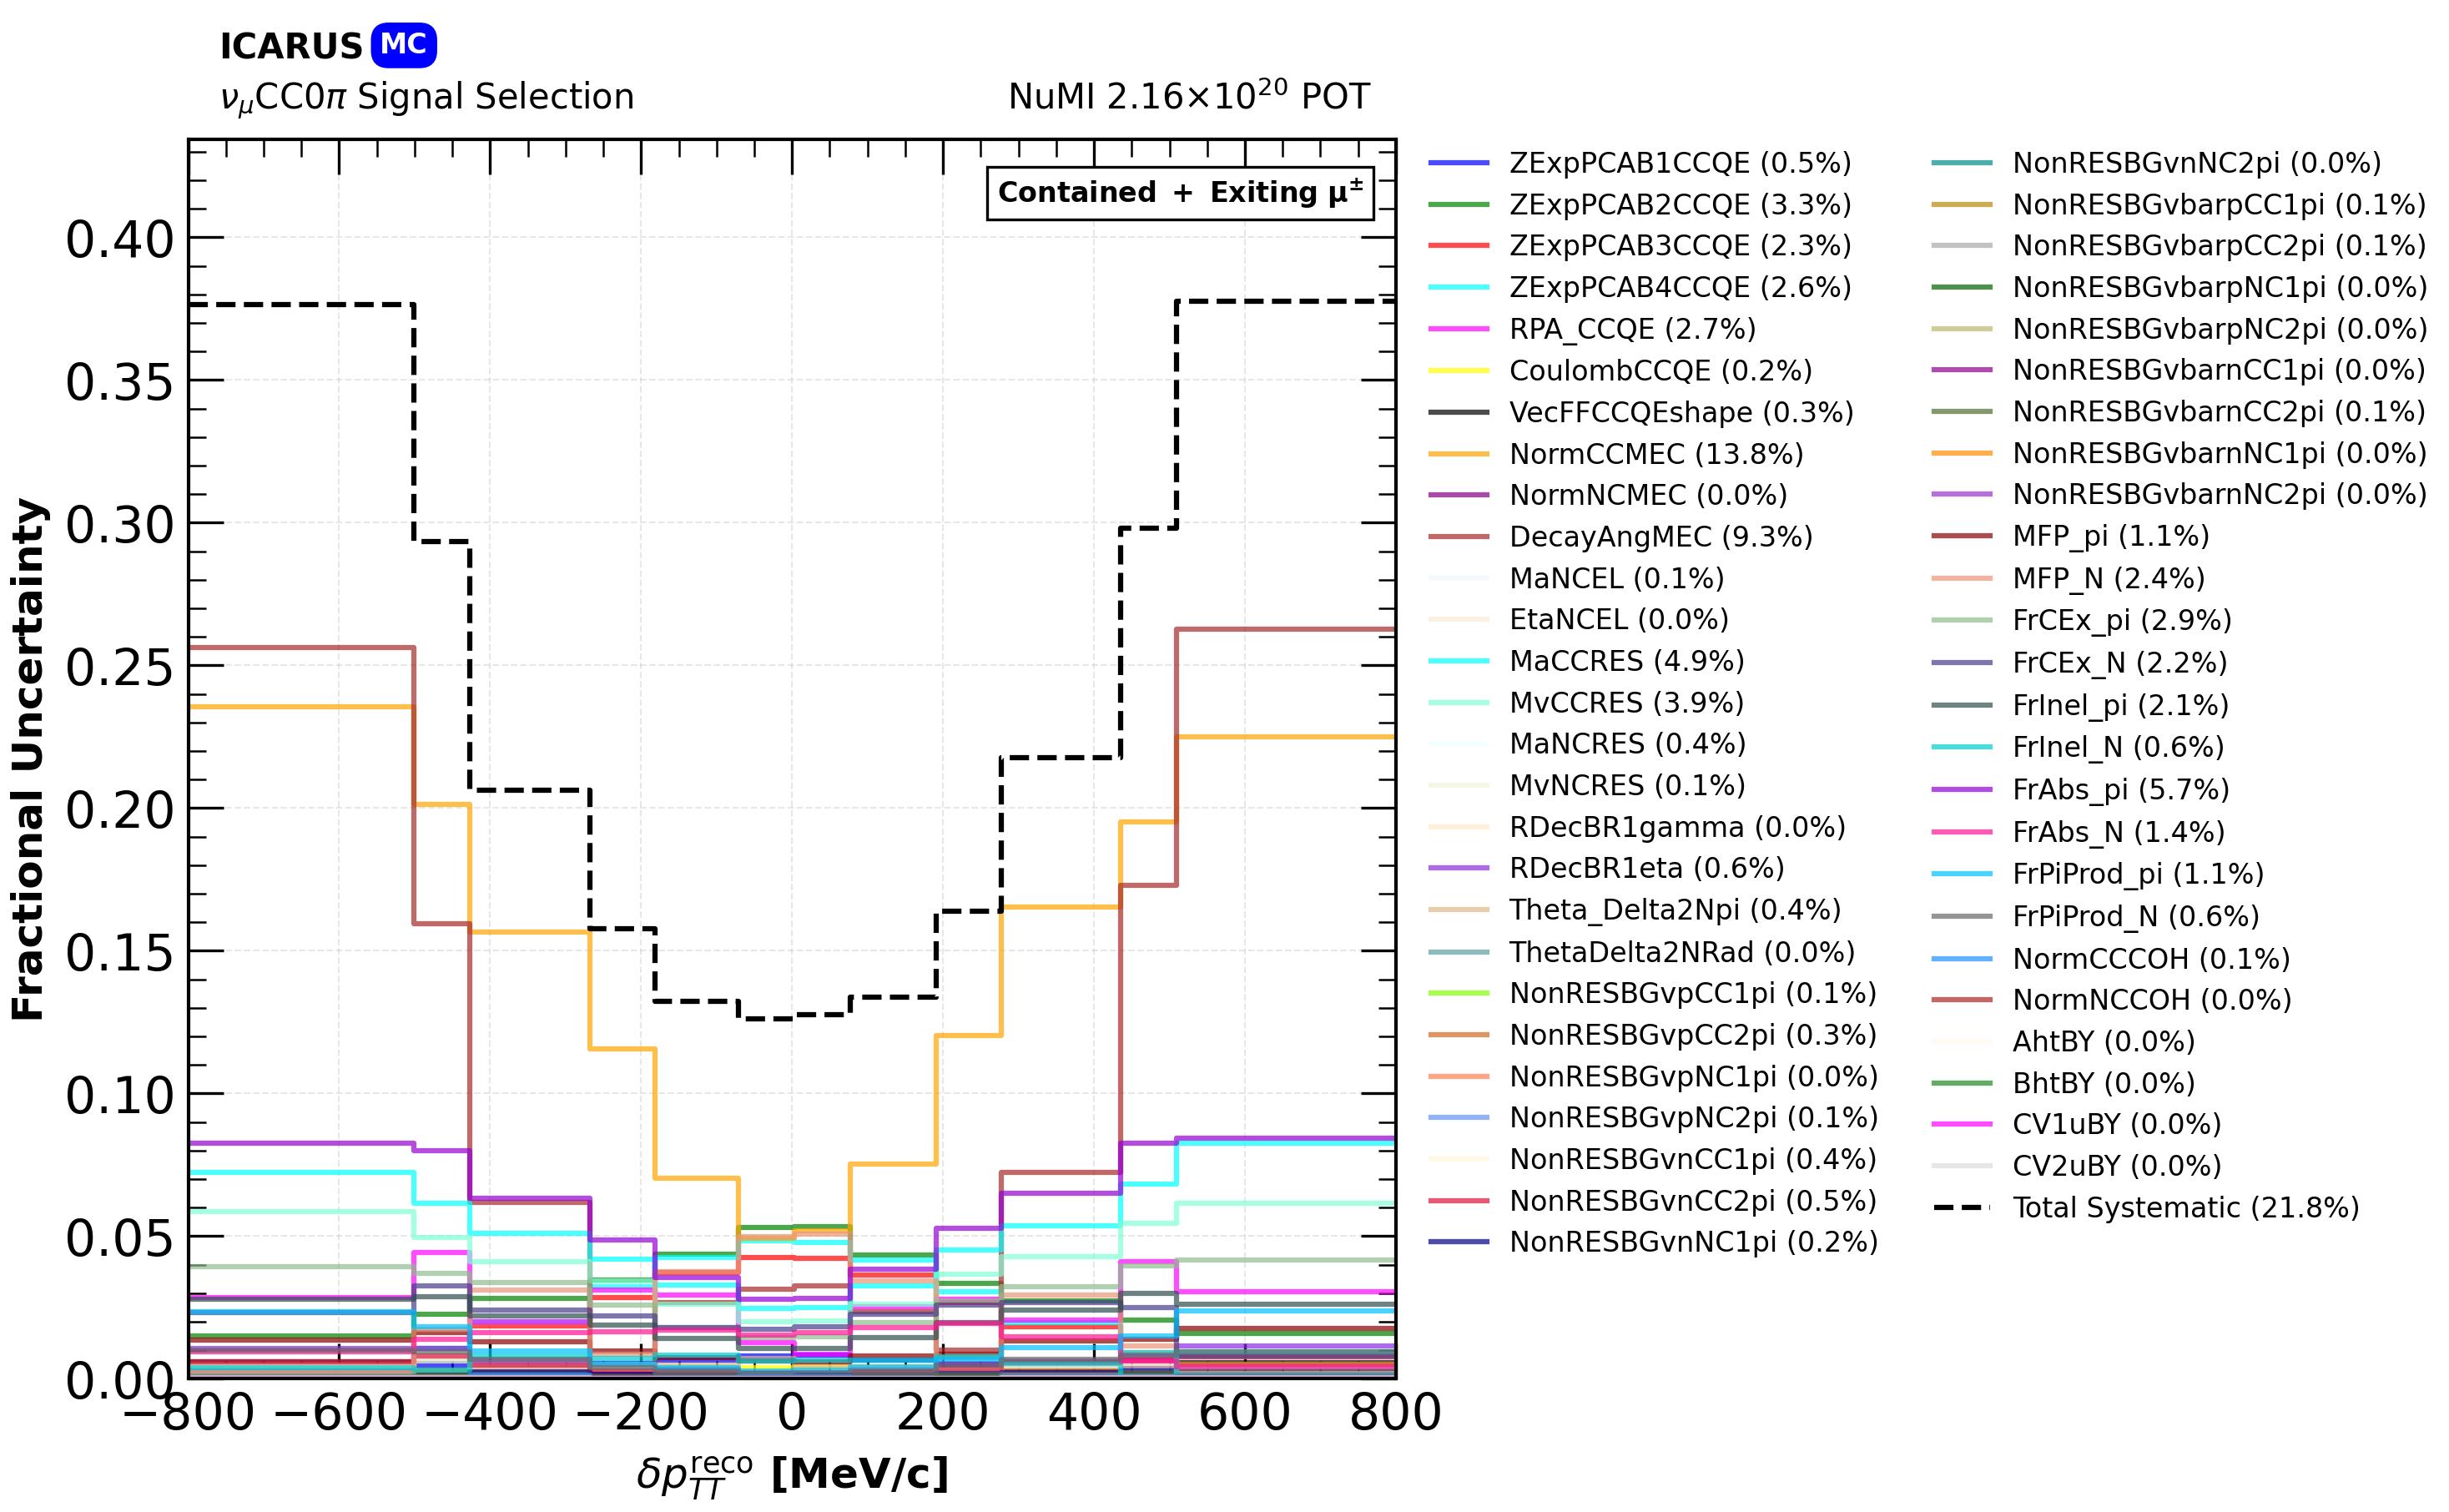 ICARUS MC
νμCC0π Signal Selection
NuMI 2.16×10²⁰ POT
Contained + Exiting μ±
Fractional Uncertainty
0.40
0.35
0.30
0.25
0.20
0.15
0.10
0.05
0.00
−800 −600 −400 −200 0 200 400 600 800
δp_TT^reco [MeV/c]
ZExpPCAB1CCQE (0.5%)
ZExpPCAB2CCQE (3.3%)
ZExpPCAB3CCQE (2.3%)
ZExpPCAB4CCQE (2.6%)
RPA_CCQE (2.7%)
CoulombCCQE (0.2%)
VecFFCCQEshape (0.3%)
NormCCMEC (13.8%)
NormNCMEC (0.0%)
DecayAngMEC (9.3%)
MaNCEL (0.1%)
EtaNCEL (0.0%)
MaCCRES (4.9%)
MvCCRES (3.9%)
MaNCRES (0.4%)
MvNCRES (0.1%)
RDecBR1gamma (0.0%)
RDecBR1eta (0.6%)
Theta_Delta2Npi (0.4%)
ThetaDelta2NRad (0.0%)
NonRESBGvpCC1pi (0.1%)
NonRESBGvpCC2pi (0.3%)
NonRESBGvpNC1pi (0.0%)
NonRESBGvpNC2pi (0.1%)
NonRESBGvnCC1pi (0.4%)
NonRESBGvnCC2pi (0.5%)
NonRESBGvnNC1pi (0.2%)
NonRESBGvnNC2pi (0.0%)
NonRESBGvbarpCC1pi (0.1%)
NonRESBGvbarpCC2pi (0.1%)
NonRESBGvbarpNC1pi (0.0%)
NonRESBGvbarpNC2pi (0.0%)
NonRESBGvbarnCC1pi (0.0%)
NonRESBGvbarnCC2pi (0.1%)
NonRESBGvbarnNC1pi (0.0%)
NonRESBGvbarnNC2pi (0.0%)
MFP_pi (1.1%)
MFP_N (2.4%)
FrCEx_pi (2.9%)
FrCEx_N (2.2%)
FrInel_pi (2.1%)
FrInel_N (0.6%)
FrAbs_pi (5.7%)
FrAbs_N (1.4%)
FrPiProd_pi (1.1%)
FrPiProd_N (0.6%)
NormCCCOH (0.1%)
NormNCCOH (0.0%)
AhtBY (0.0%)
BhtBY (0.0%)
CV1uBY (0.0%)
CV2uBY (0.0%)
Total Systematic (21.8%)